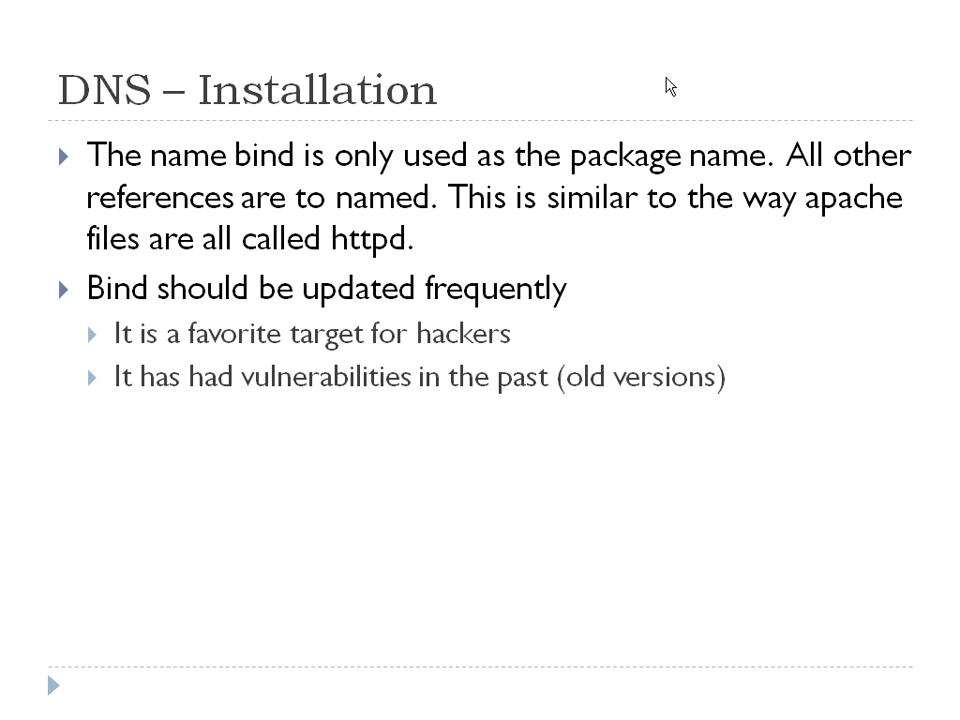 DNS – Installation
The name bind is only used as the package name.  All other
references are to named.  This is similar to the way apache
files are all called httpd.
Bind should be updated frequently
It is a favorite target for hackers
It has had vulnerabilities in the past (old versions)